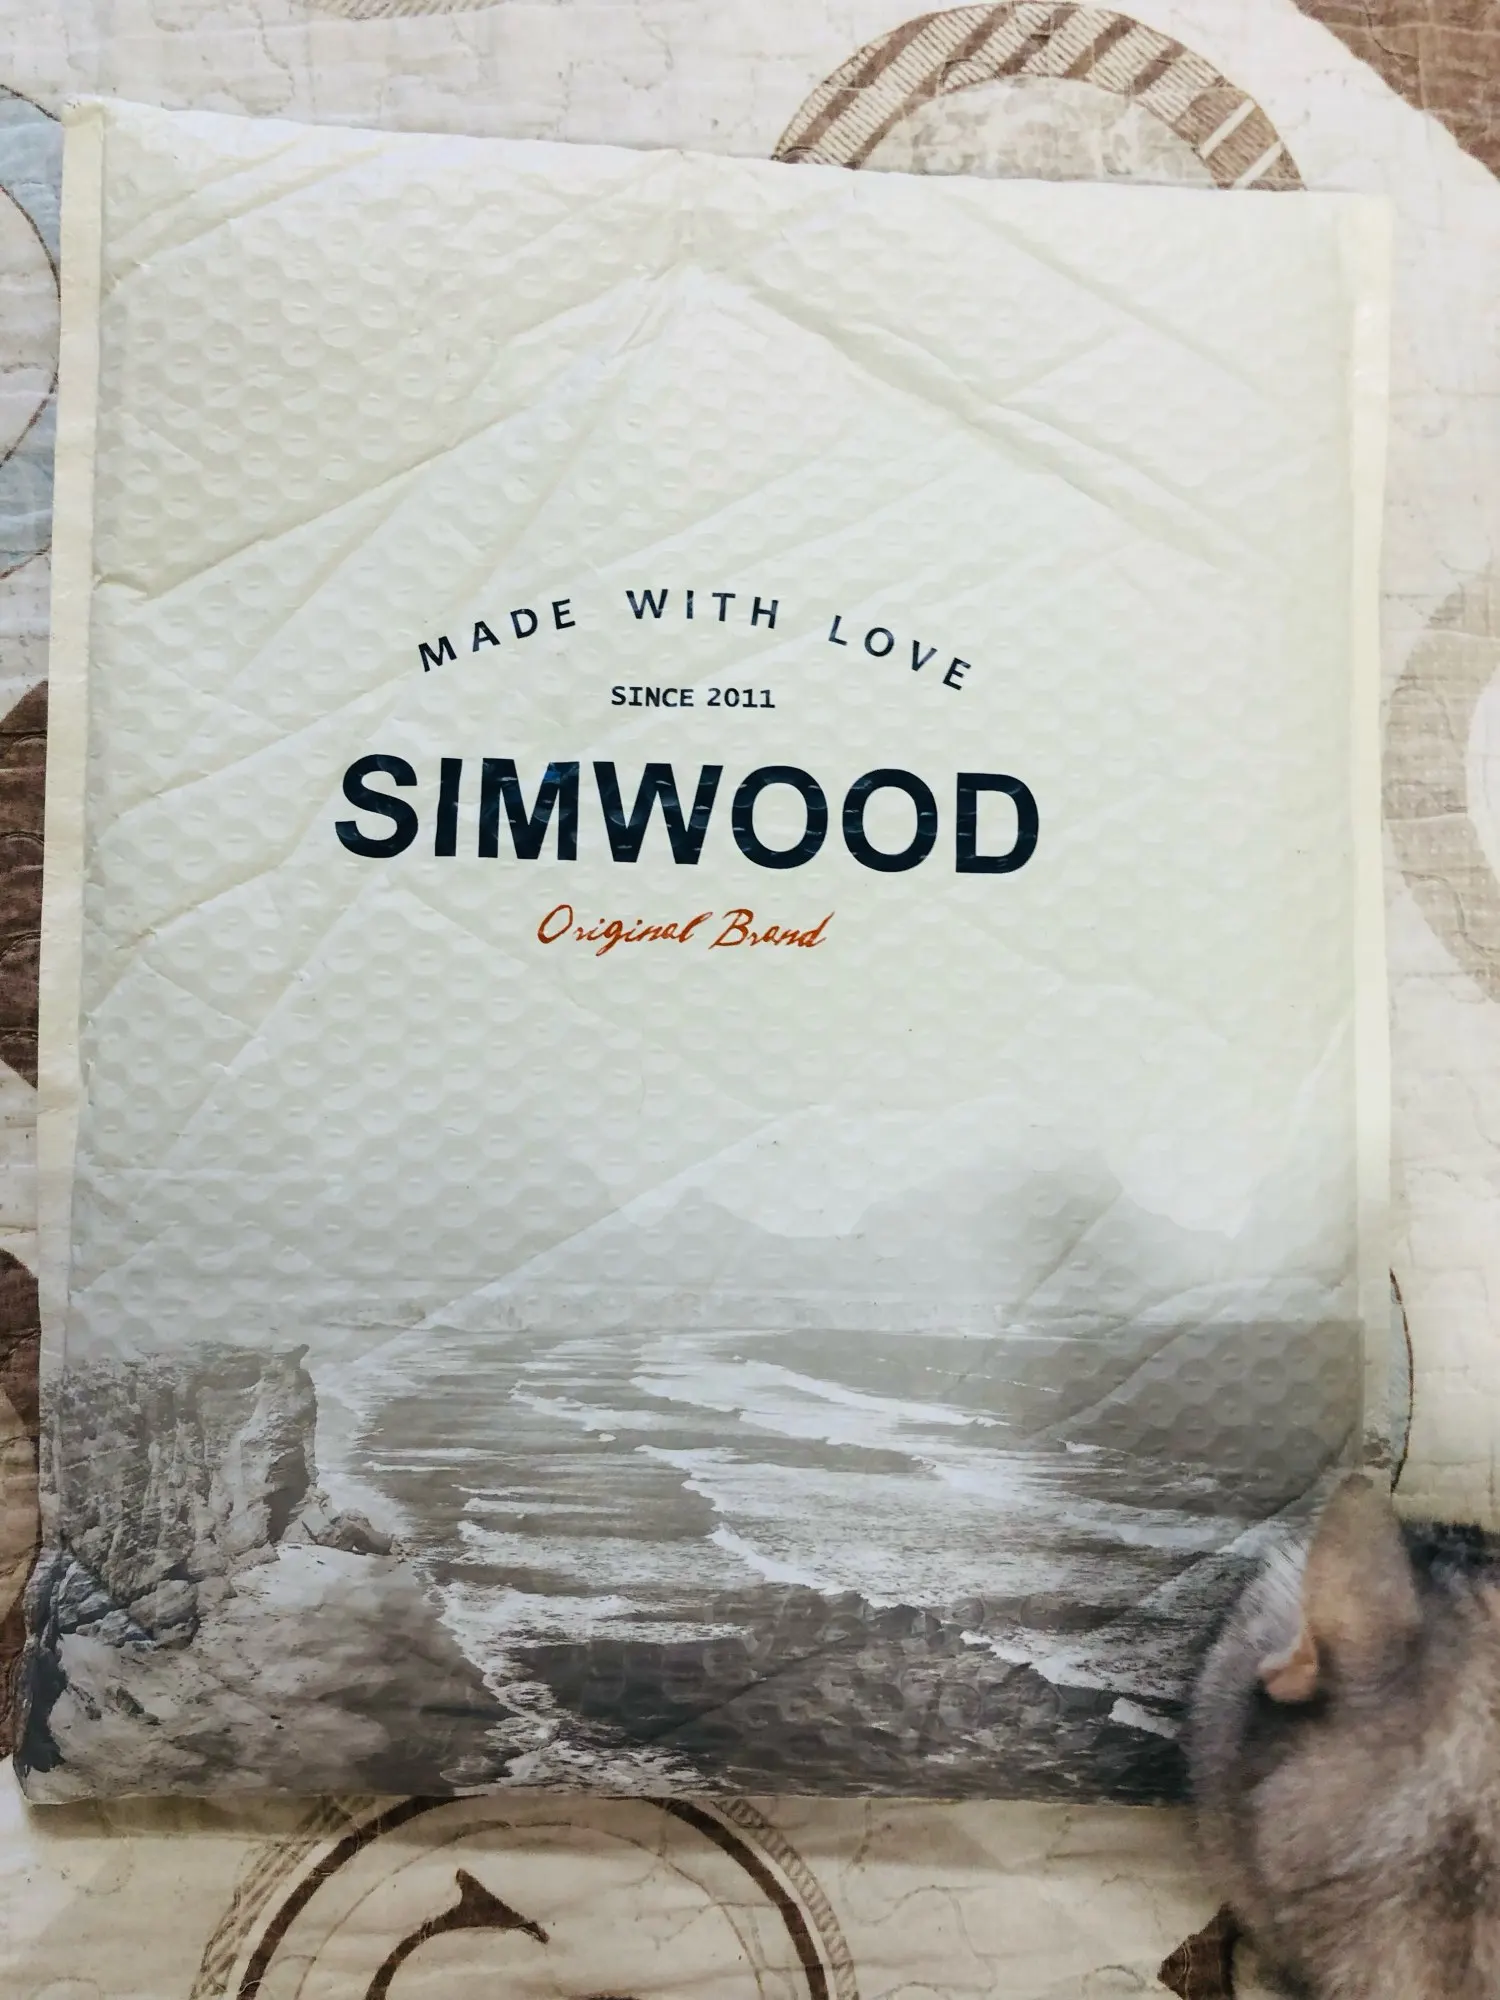 MADE WITH LOVE
SINCE 2011
SIMWOOD
Original Brand